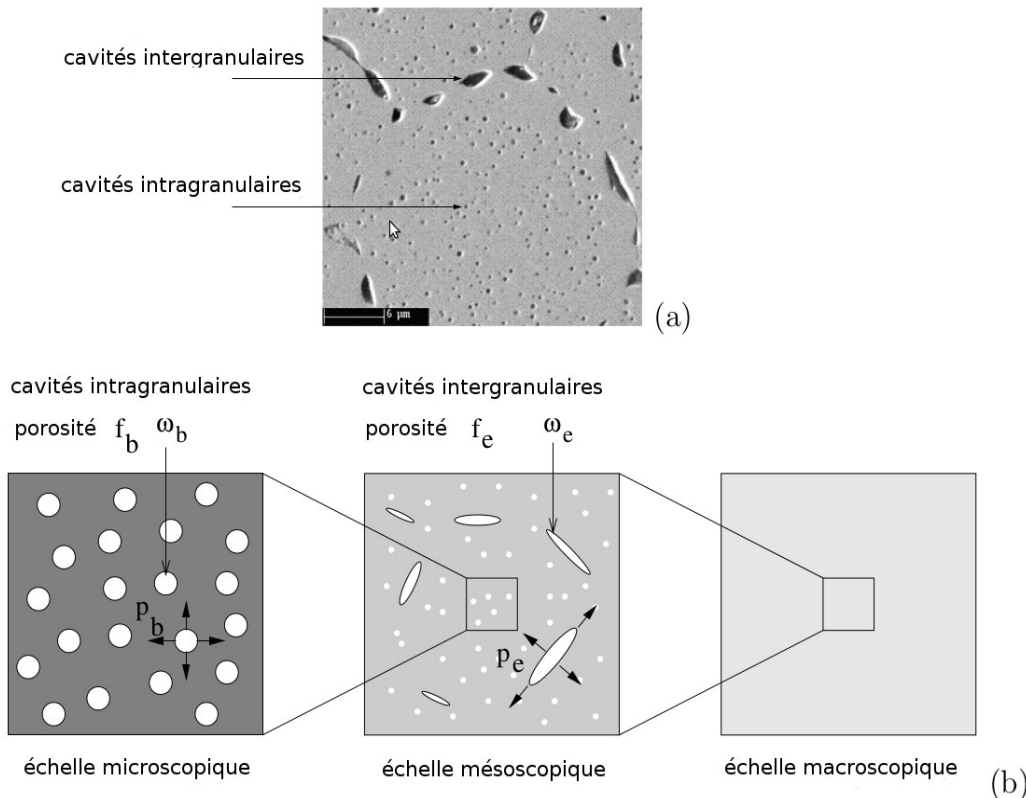 cavités intergranulaires
cavités intragranulaires
6 µm
(a)
cavités intragranulaires
porosité f_b ω_b
cavités intergranulaires
porosité f_e ω_e
p_b
p_e
échelle microscopique
échelle mésoscopique
échelle macroscopique
(b)